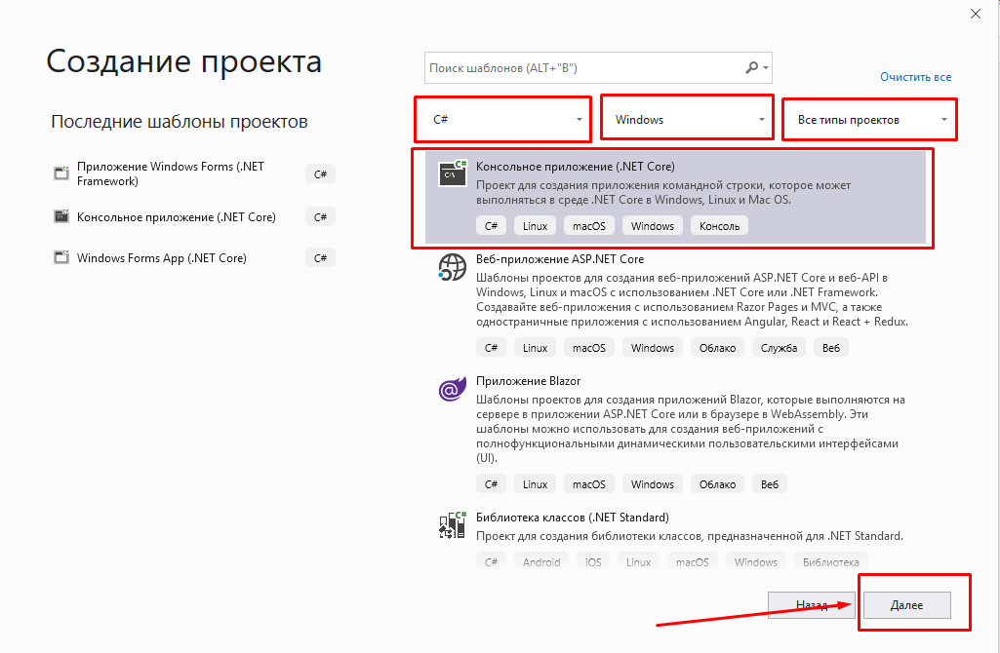 Создание проекта
Поиск шаблонов (ALT+"B")
Очистить все
C#
Windows
Все типы проектов
Последние шаблоны проектов
Приложение Windows Forms (.NET
Framework)
C#
Консольное приложение (.NET Core)
C#
Windows Forms App (.NET Core)
C#
Консольное приложение (.NET Core)
Проект для создания приложения командной строки, которое может
выполняться в среде .NET Core в Windows, Linux и Mac OS.
C# Linux macOS Windows Консоль
Веб-приложение ASP.NET Core
Шаблоны проектов для создания веб-приложений ASP.NET Core и веб-API в
Windows, Linux и macOS с использованием .NET Core или .NET Framework.
Создавайте веб-приложения с использованием Razor Pages и MVC, а также
одностраничные приложения с использованием Angular, React и React + Redux.
C# Linux macOS Windows Облако Служба Веб
Приложение Blazor
Шаблоны проектов для создания приложений Blazor, которые выполняются на
сервере в приложении ASP.NET Core или в браузере в WebAssembly. Эти
шаблоны можно использовать для создания веб-приложений с
полнофункциональными динамическими пользовательскими интерфейсами
(UI).
C# Linux macOS Windows Облако Веб
Библиотека классов (.NET Standard)
Проект для создания библиотеки классов, предназначенной для .NET Standard.
C# Android iOS Linux macOS Windows Библиотека
Назад
Далее